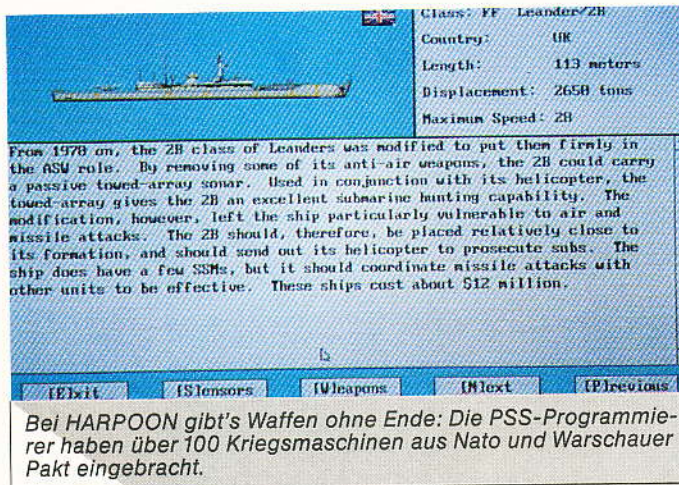 Class: FF Leander/2B
Country: UK
Length: 113 meters
Displacement: 2650 tons
Maximum Speed: 28
From 1970 on, the 2B class of Leanders was modified to put them firmly in
the ASW role. By removing some of its anti-air weapons, the 2B could carry
a passive towed-array sonar. Used in conjunction with its helicopter, the
towed-array gives the 2B an excellent submarine hunting capability. The
modification, however, left the ship particularly vulnerable to air and
missile attacks. The 2B should, therefore, be placed relatively close to
its formation, and should send out its helicopter to prosecute subs. The
ship does have a few SSMs, but it should coordinate missile attacks with
other units to be effective. These ships cost about $12 million.
[E]xit [S]ensors [W]eapons [N]ext [P]revious
Bei HARPOON gibt's Waffen ohne Ende: Die PSS-Programmie-
rer haben über 100 Kriegsmaschinen aus Nato und Warschauer
Pakt eingebracht.